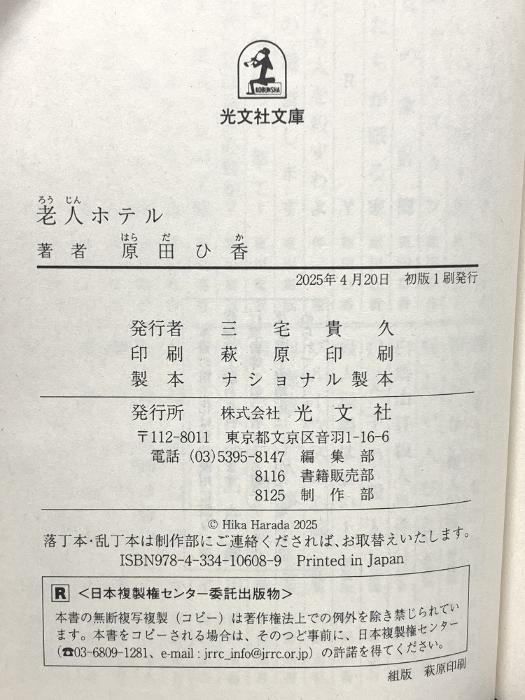 KOBUNSHA
光文社文庫
ろう じん
老人ホテル
はら だ か
著者 原田ひ香
2025年4月20日 初版1刷発行
発行者 三宅貴久
印刷 萩原印刷
製本 ナショナル製本
発行所 株式会社 光文社
〒112-8011 東京都文京区音羽1-16-6
電話 (03)5395-8147 編集部
8116 書籍販売部
8125 制作部
© Hika Harada 2025
落丁本・乱丁本は制作部にご連絡くだされば、お取替えいたします。
ISBN978-4-334-10608-9 Printed in Japan
R <日本複製権センター委託出版物>
本書の無断複写複製（コピー）は著作権法上での例外を除き禁じられてい
ます。本書をコピーされる場合は、そのつど事前に、日本複製権センター
（☎03-6809-1281、e-mail : jrrc_info@jrrc.or.jp）の許諾を得てください。
組版 萩原印刷